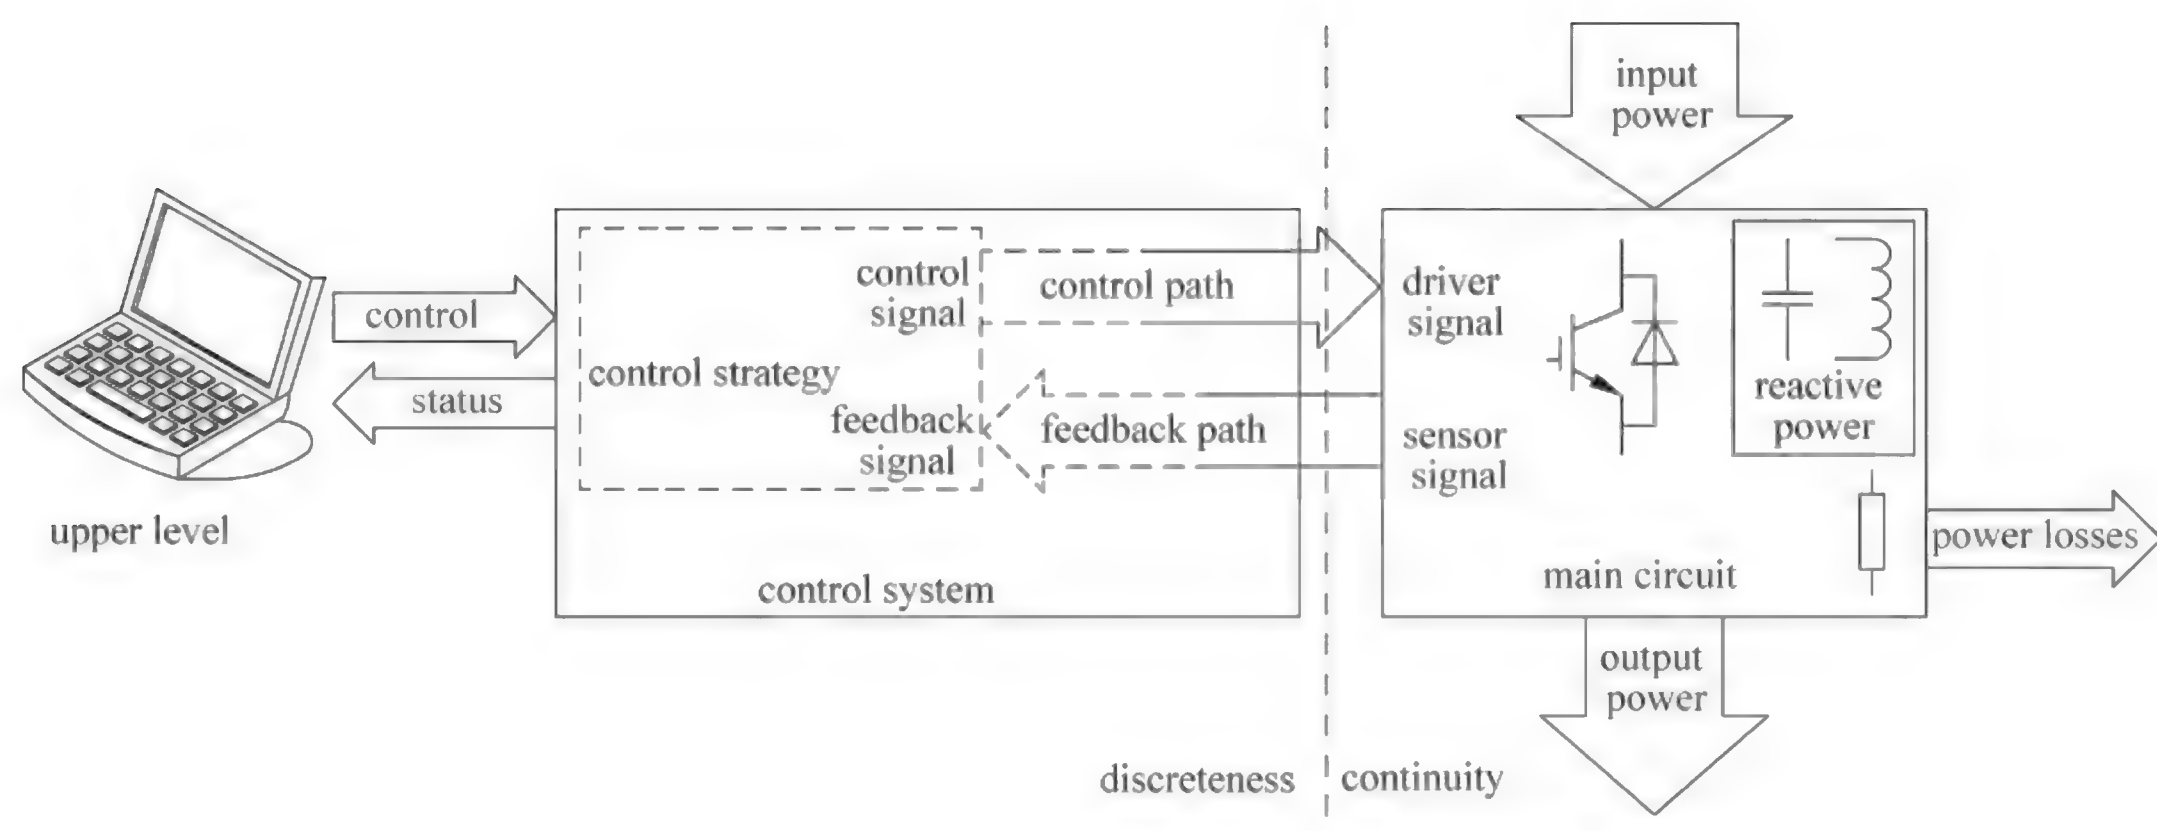 input
power
control
signal
control path
driver
signal
control
control strategy
status
feedback
signal
feedback path
sensor
signal
reactive
power
upper level
control system
main circuit
power losses
output
power
discreteness
continuity